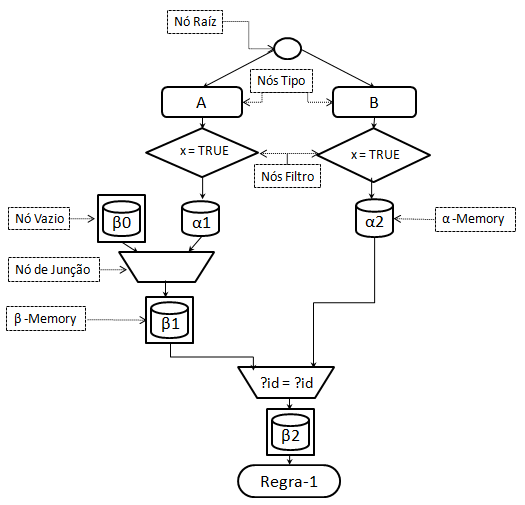 Nó Raíz
Nós Tipo
A
B
x = TRUE
x = TRUE
Nós Filtro
Nó Vazio
β0
α1
α2
α -Memory
Nó de Junção
β -Memory
β1
?id = ?id
β2
Regra-1